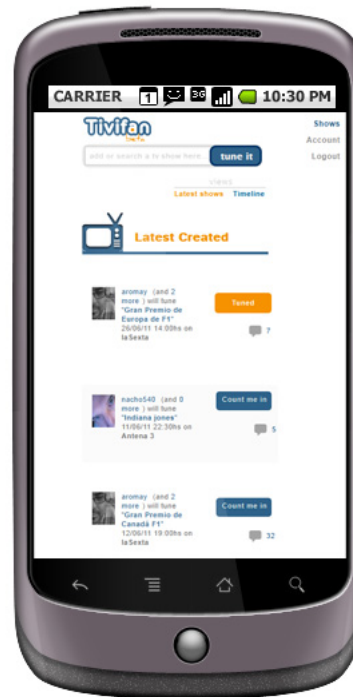 CARRIER 1 3G 10:30 PM
Tivifan
Shows
Account
Logout
add or search a tv show here... tune it
views
Latest shows Timeline
Latest Created
aromay (and 2
more ) will tune
"Gran Premio de
Europa de F1"
26/06/11 14:00hs on
laSexta
Tuned
7
nacho540 (and 0
more ) will tune
"Indiana jones"
11/06/11 22:30hs on
Antena 3
Count me in
5
aromay (and 2
more ) will tune
"Gran Premio de
Canadá F1"
12/06/11 19:00hs on
laSexta
Count me in
32